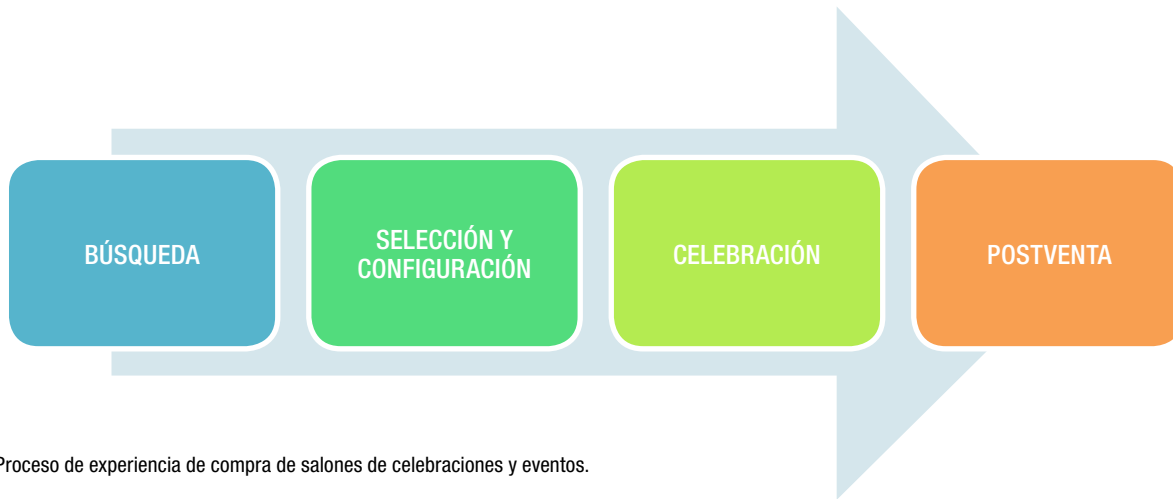 BÚSQUEDA
SELECCIÓN Y
CONFIGURACIÓN
CELEBRACIÓN
POSTVENTA
Proceso de experiencia de compra de salones de celebraciones y eventos.